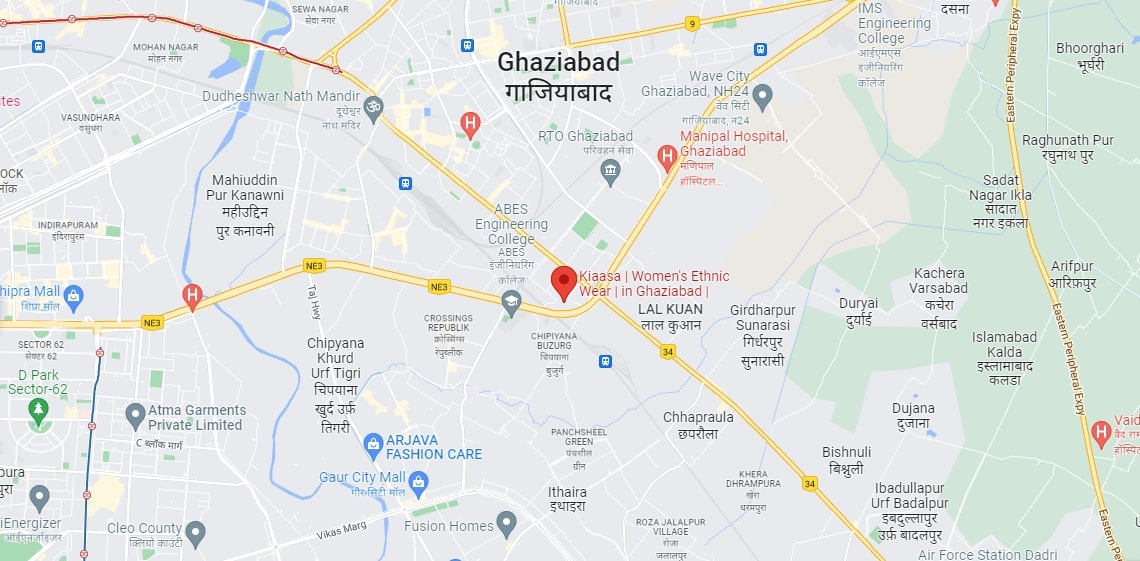 SEWA NAGAR
सेवा नगर
गाजियाबाद
9
IMS
Engineering
College
आईएमएस
इंजीनियरिंग
कॉलेज
दसना
Eastern Peripheral Expy
Bhoorghari
भूर्घरी
MOHAN NAGAR
मोहन नगर
Ghaziabad
गाजियाबाद
Wave City
Ghaziabad, NH24
वेव सिटी
गाजियाबाद, न24
Dudheshwar Nath Mandir
दूधेश्वर
नाथ मंदिर
VASUNDHARA
वसुंधरा
H
RTO Ghaziabad
परिवहन सेवा
H
Manipal Hospital,
Ghaziabad
मणिपाल
हॉस्पिटल...
Raghunath Pur
रघुनाथ पुर
Mahiuddin
Pur Kanawni
महीउद्दिन
पुर कनावनी
Sadat
Nagar Ikla
सादात
नगर इकला
INDIRAPURAM
इंदिरापुरम
ABES
Engineering
College
ABES
इंजीनियरिंग
कॉलेज
NE3
NE3
NE3
Kiaasa | Women's Ethnic
Wear | in Ghaziabad |
Kachera
Varsabad
कचेरा
वर्सबाद
Arifpur
आरिफ़पुर
hipra Mall
शिप्रा मॉल
H
Taj Hwy
CROSSINGS
REPUBLIK
क्रोस्सिंग्स
रेपुब्लीक
LAL KUAN
लाल कुआन
Girdharpur
Sunarasi
गिर्धरपुर
सुनारासी
Duryai
दुर्याई
Eastern Peripheral Expy
SECTOR 62
सेक्टर 62
Chipyana
Khurd
Urf Tigri
चिपयाना
खुर्द उर्फ़
तिगरी
CHIPIYANA
BUZURG
चिपयाना
बुज़ुर्ग
34
Islamabad
Kalda
इस्लामाबाद
कलडा
D Park
Sector-62
Atma Garments
Private Limited
C ब्लॉक मार्ग
Chhapraula
छपरौला
Dujana
दुजाना
H
ARJAVA
FASHION CARE
PANCHSHEEL
GREEN
पंचशील
ग्रीन
Bishnuli
बिश्नुली
Gaur City Mall
गौरसिटी मॉल
KHERA
DHRAMPURA
खेरा
धरमपुरा
34
Ithaira
इथाइरा
Ibadullapur
Urf Badalpur
इबदुल्लापुर
उर्फ़ बादलपुर
Eastern Pe
iEnergizer
आईएनर्जाइज़र
Cleo County
क्लियो काउंटी
Vikas Marg
Fusion Homes
ROZA JALALPUR
VILLAGE
रोजा
जलालपुर
Air Force Station Dadri